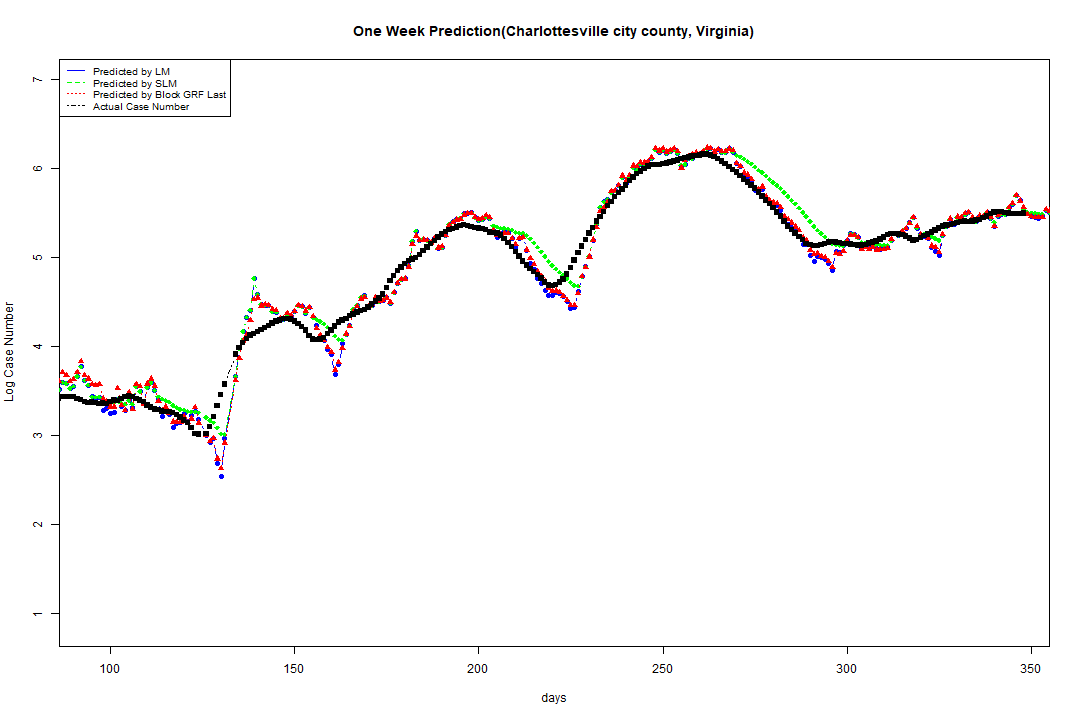 One Week Prediction(Charlottesville city county, Virginia)
Predicted by LM
Predicted by SLM
Predicted by Block GRF Last
Actual Case Number
7
6
5
4
3
2
1
Log Case Number
100 150 200 250 300 350
days